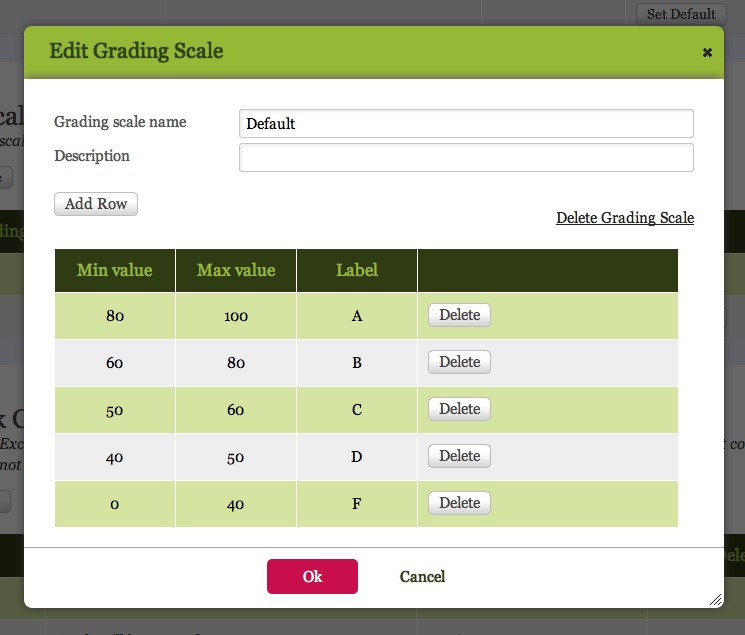 Set Default
Edit Grading Scale
Grading scale name Default
Description
Add Row
Delete Grading Scale
Min value Max value Label
80 100 A Delete
60 80 B Delete
50 60 C Delete
40 50 D Delete
0 40 F Delete
Ok Cancel